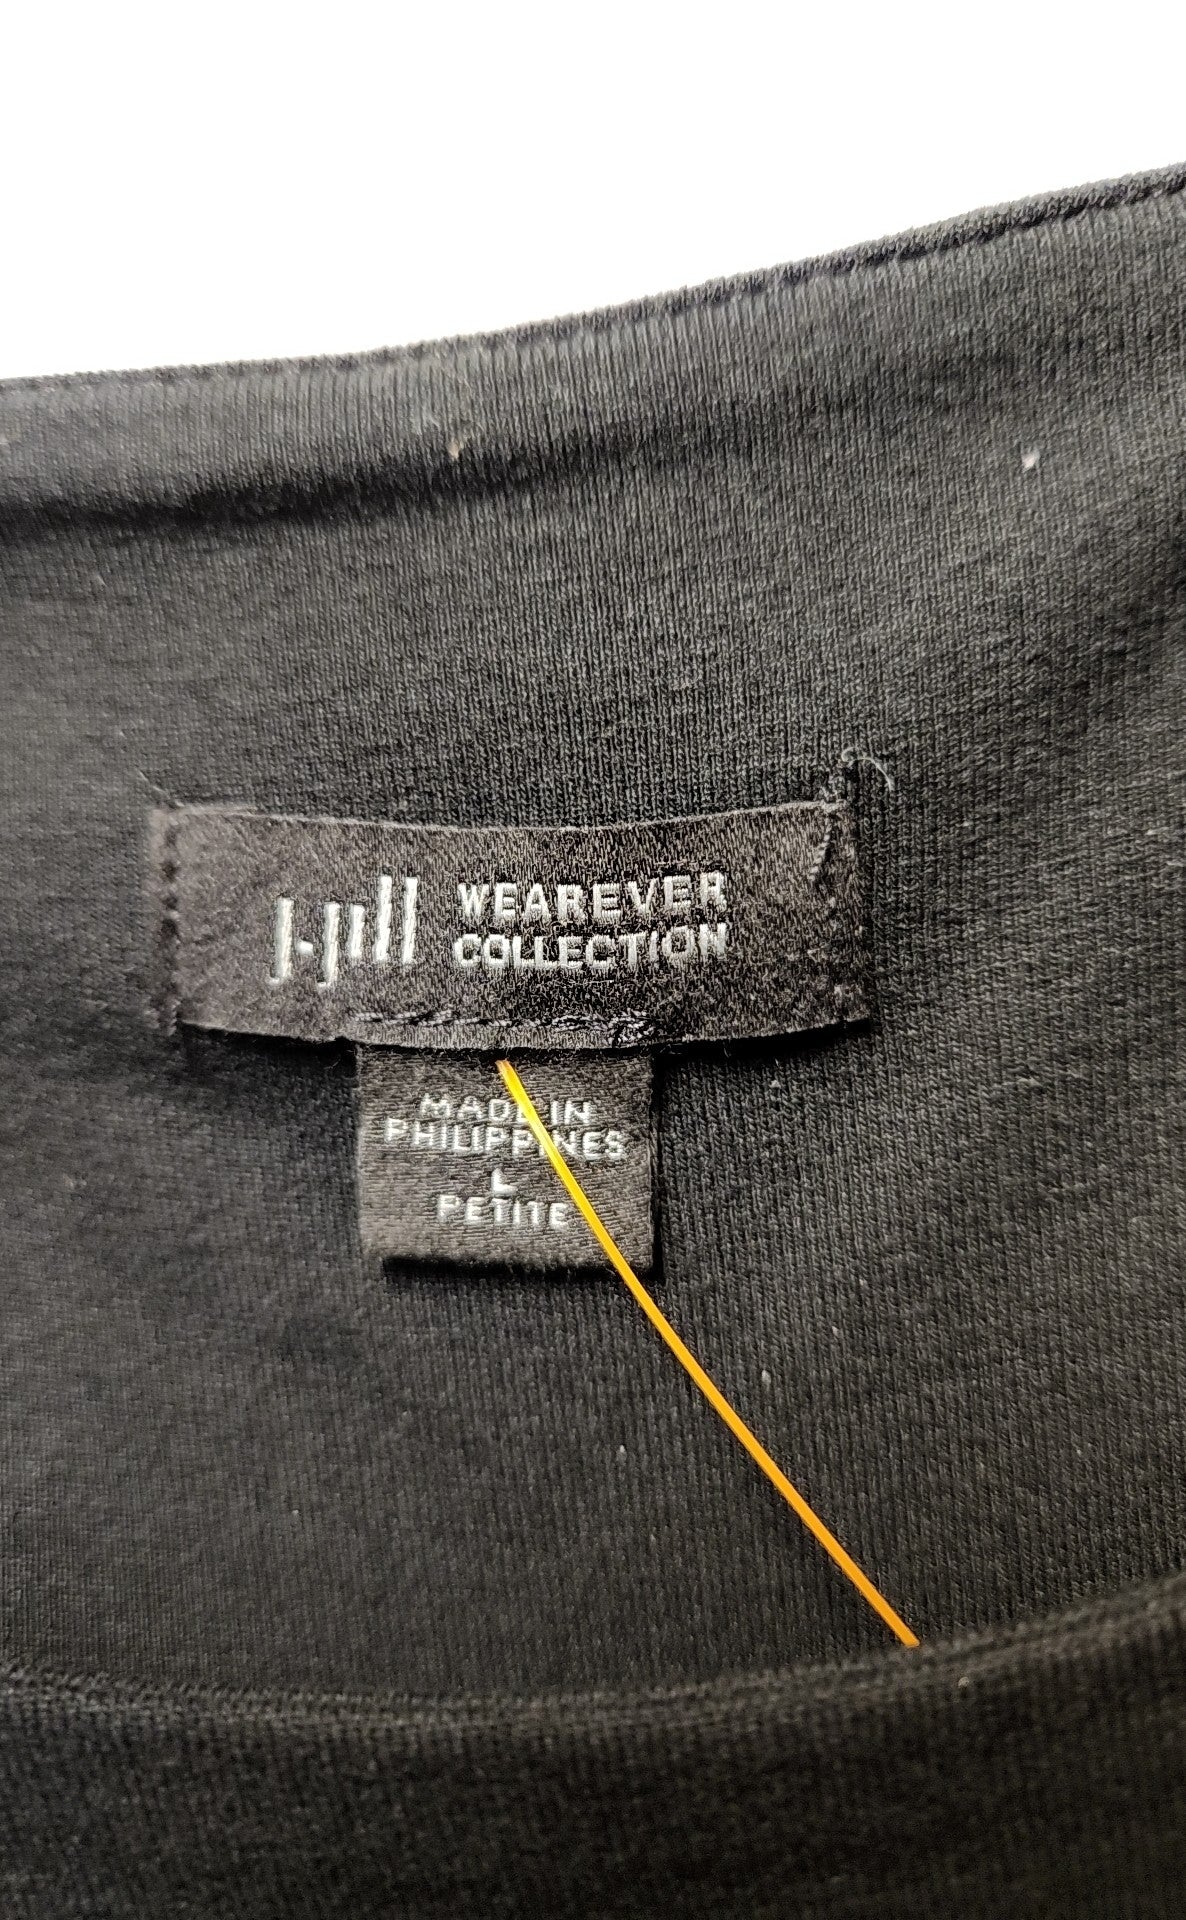 J.Jill WEAREVER
COLLECTION
MADE IN
PHILIPPINES
L
PETITE